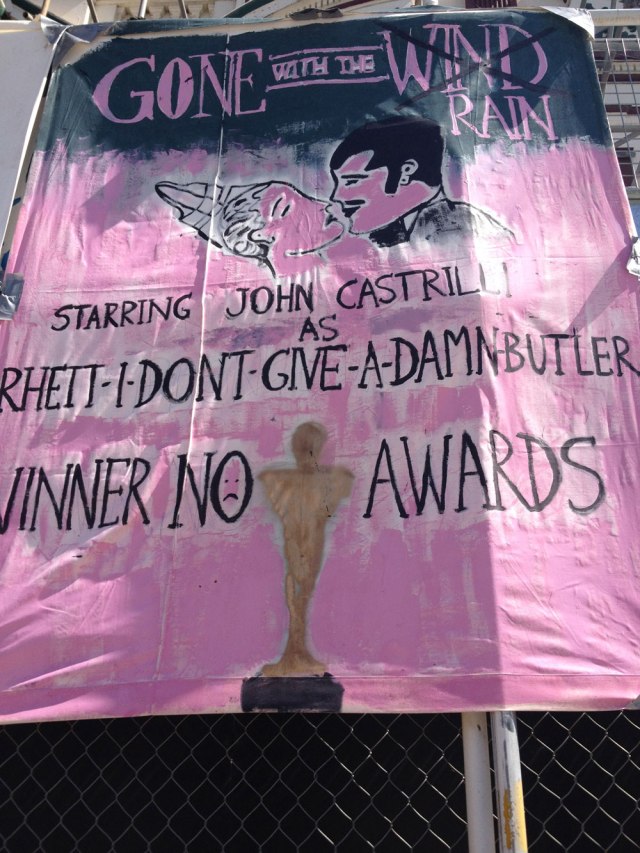 GONE WITH THE WIND
RAIN
STARRING JOHN CASTRILLI
AS
RHETT-I-DONT-GIVE-A-DAMN-BUTLER
WINNER NO AWARDS